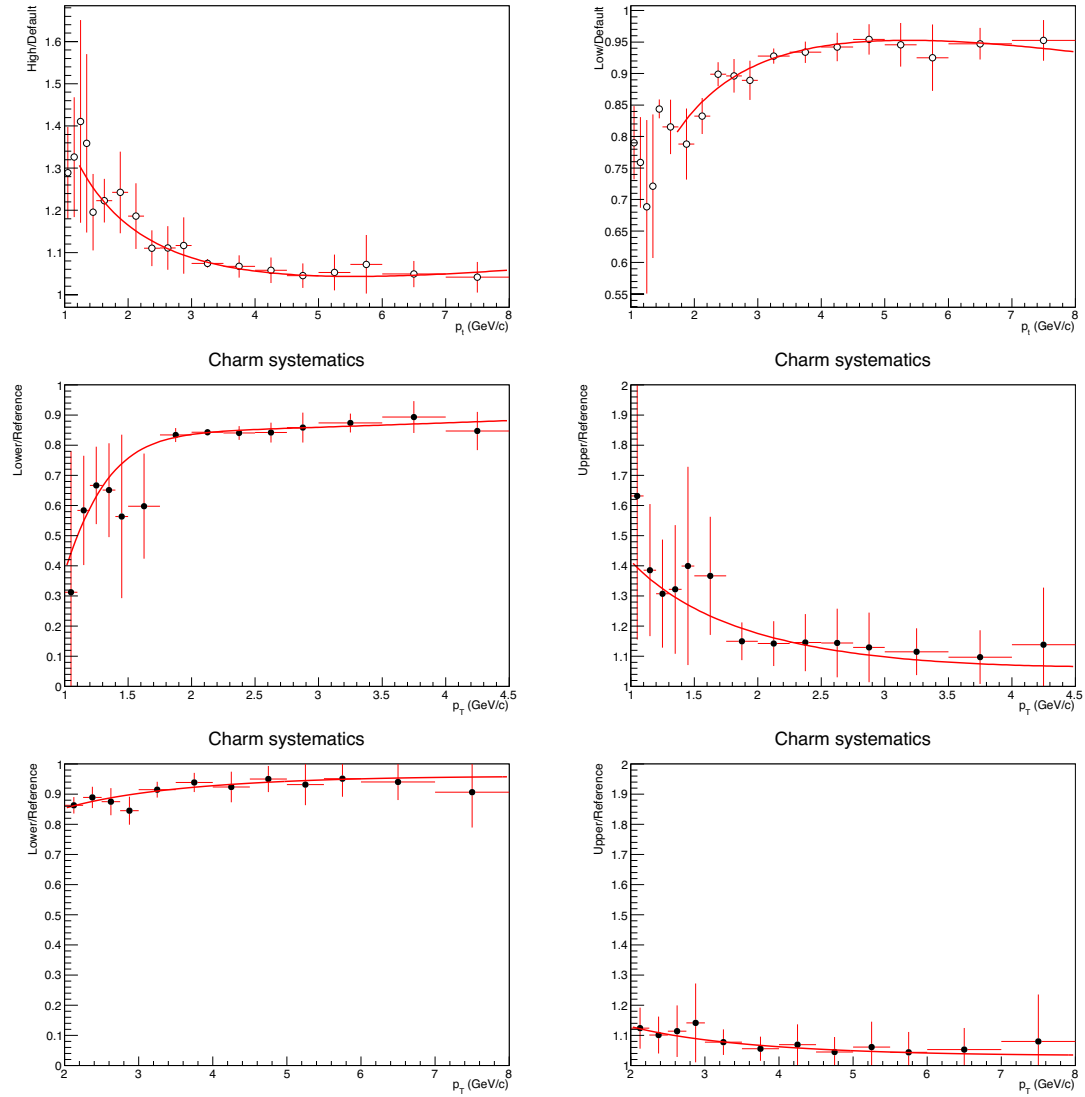 High/Default
1.6
1.5
1.4
1.3
1.2
1.1
1
1 2 3 4 5 6 7 8
p_t (GeV/c)
Low/Default
1
0.95
0.9
0.85
0.8
0.75
0.7
0.65
0.6
0.55
1 2 3 4 5 6 7 8
p_t (GeV/c)
Charm systematics
Lower/Reference
1
0.9
0.8
0.7
0.6
0.5
0.4
0.3
0.2
0.1
0
1 1.5 2 2.5 3 3.5 4 4.5
p_T (GeV/c)
Charm systematics
Upper/Reference
2
1.9
1.8
1.7
1.6
1.5
1.4
1.3
1.2
1.1
1
1 1.5 2 2.5 3 3.5 4 4.5
p_T (GeV/c)
Charm systematics
Lower/Reference
1
0.9
0.8
0.7
0.6
0.5
0.4
0.3
0.2
0.1
0
2 3 4 5 6 7 8
p_T (GeV/c)
Charm systematics
Upper/Reference
2
1.9
1.8
1.7
1.6
1.5
1.4
1.3
1.2
1.1
1
2 3 4 5 6 7 8
p_T (GeV/c)